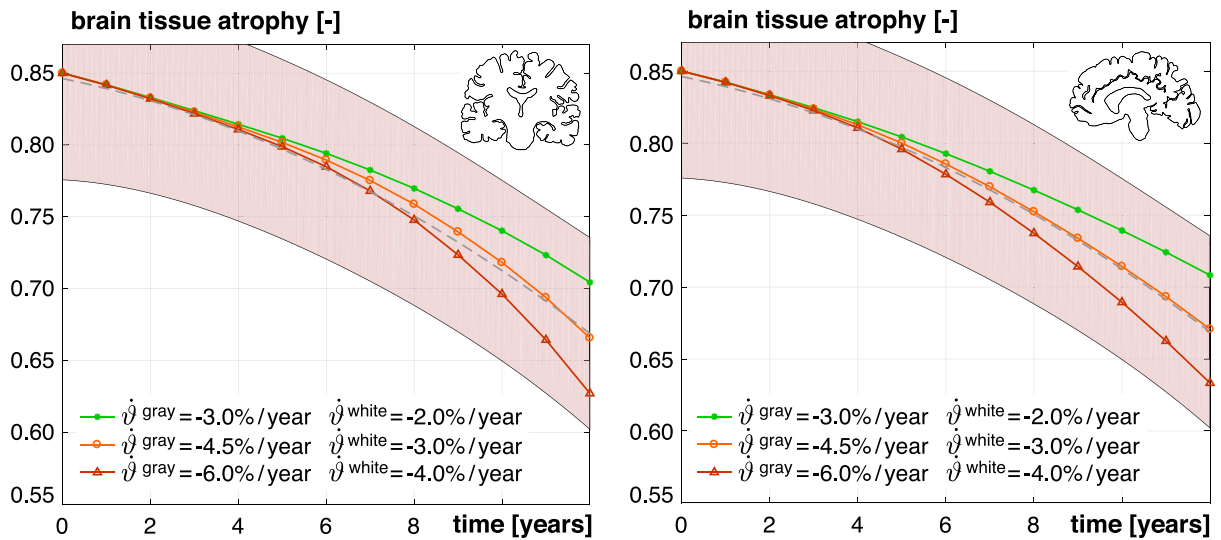 brain tissue atrophy [-]
0.85
0.80
0.75
0.70
0.65
0.60
0.55
ϑ̇ gray = -3.0% / year ϑ̇ white = -2.0% / year
ϑ̇ gray = -4.5% / year ϑ̇ white = -3.0% / year
ϑ̇ gray = -6.0% / year ϑ̇ white = -4.0% / year
0 2 4 6 8 time [years]
brain tissue atrophy [-]
0.85
0.80
0.75
0.70
0.65
0.60
0.55
ϑ̇ gray = -3.0% / year ϑ̇ white = -2.0% / year
ϑ̇ gray = -4.5% / year ϑ̇ white = -3.0% / year
ϑ̇ gray = -6.0% / year ϑ̇ white = -4.0% / year
0 2 4 6 8 time [years]